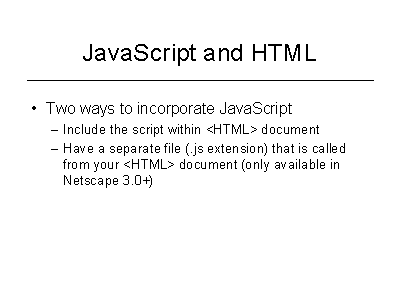 JavaScript and HTML
• Two ways to incorporate JavaScript
– Include the script within <HTML> document
– Have a separate file (.js extension) that is called
from your <HTML> document (only available in
Netscape 3.0+)